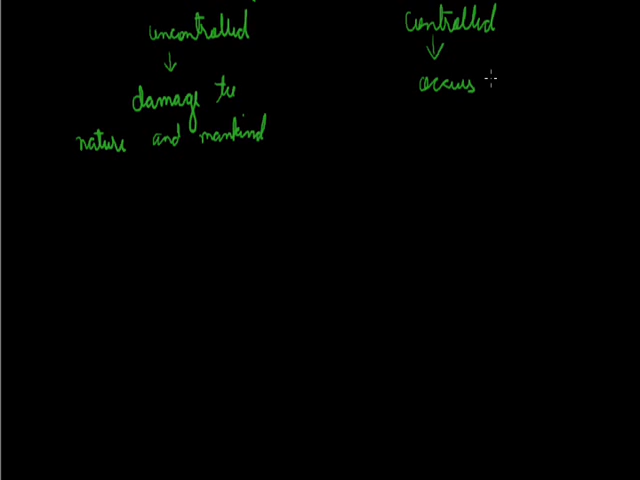 uncontrolled
↓
damage to
nature and mankind
controlled
↓
occurs